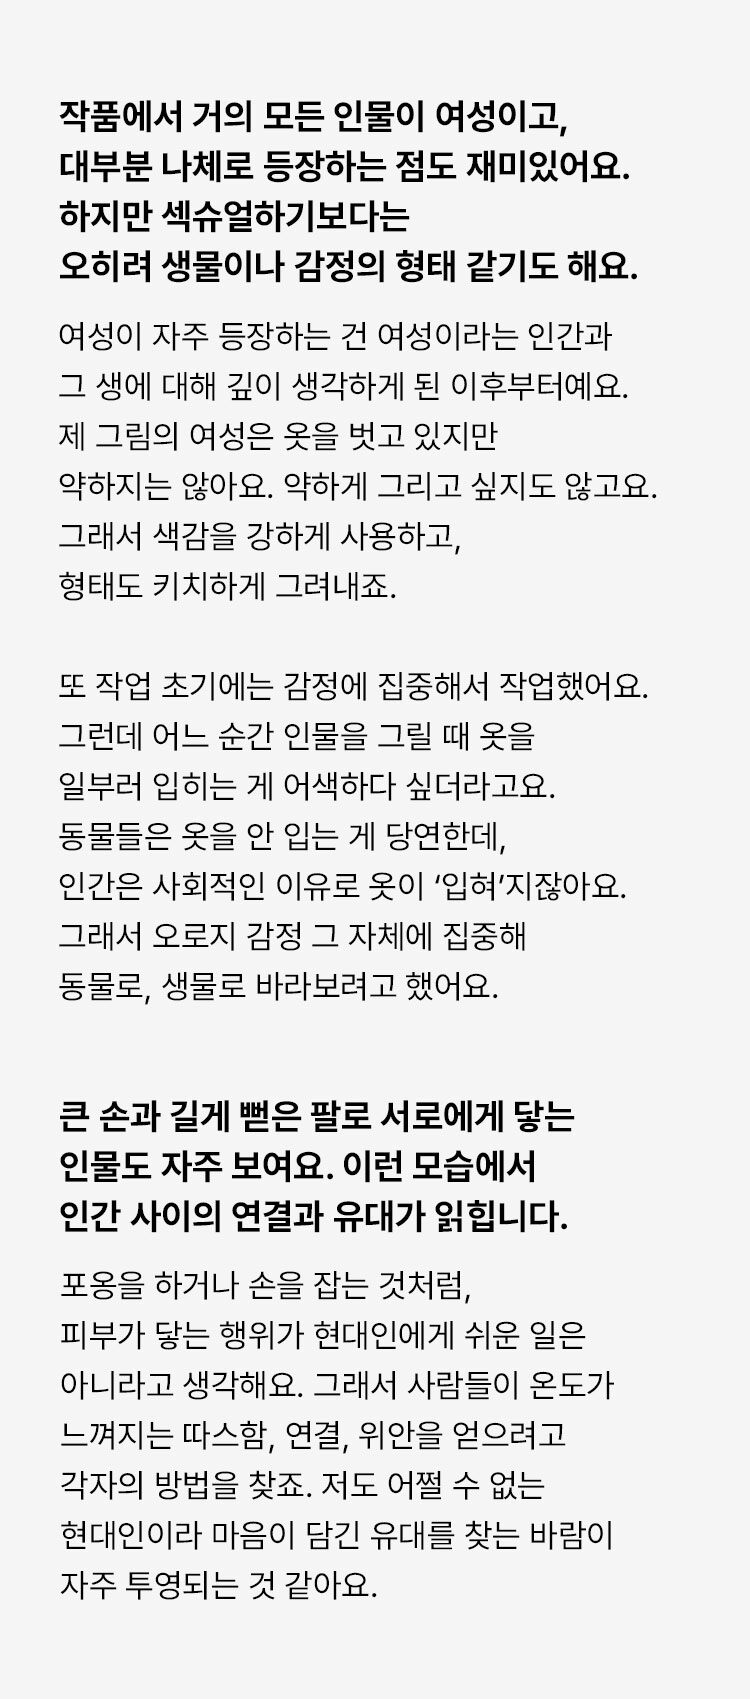 작품에서 거의 모든 인물이 여성이고,
대부분 나체로 등장하는 점도 재미있어요.
하지만 섹슈얼하기보다는
오히려 생물이나 감정의 형태 같기도 해요.
여성이 자주 등장하는 건 여성이라는 인간과
그 생에 대해 깊이 생각하게 된 이후부터예요.
제 그림의 여성은 옷을 벗고 있지만
약하지는 않아요. 약하게 그리고 싶지도 않고요.
그래서 색감을 강하게 사용하고,
형태도 키치하게 그려내죠.
또 작업 초기에는 감정에 집중해서 작업했어요.
그런데 어느 순간 인물을 그릴 때 옷을
일부러 입히는 게 어색하다 싶더라고요.
동물들은 옷을 안 입는 게 당연한데,
인간은 사회적인 이유로 옷이 ‘입혀’지잖아요.
그래서 오로지 감정 그 자체에 집중해
동물로, 생물로 바라보려고 했어요.
큰 손과 길게 뻗은 팔로 서로에게 닿는
인물도 자주 보여요. 이런 모습에서
인간 사이의 연결과 유대가 읽힙니다.
포옹을 하거나 손을 잡는 것처럼,
피부가 닿는 행위가 현대인에게 쉬운 일은
아니라고 생각해요. 그래서 사람들이 온도가
느껴지는 따스함, 연결, 위안을 얻으려고
각자의 방법을 찾죠. 저도 어쩔 수 없는
현대인이라 마음이 담긴 유대를 찾는 바람이
자주 투영되는 것 같아요.